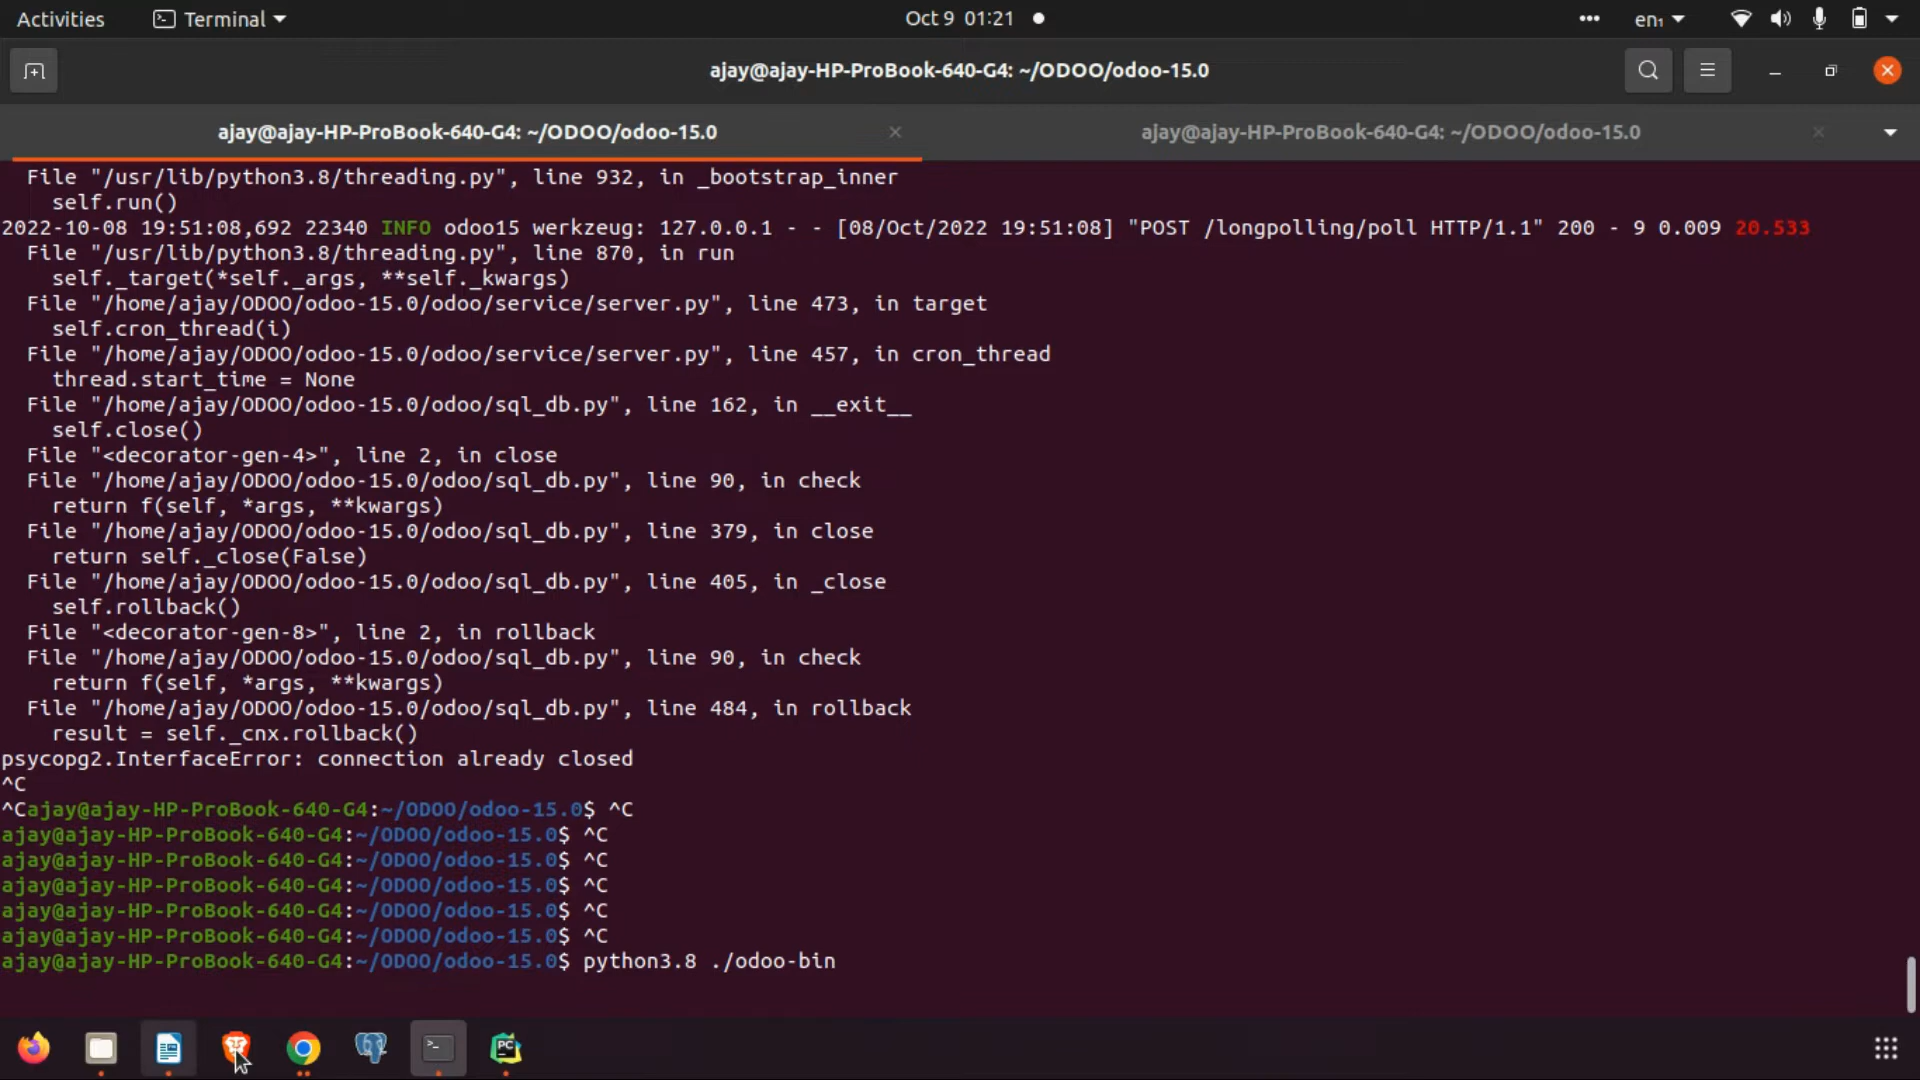 Activities
Terminal
Oct 9 01:21
en₁
ajay@ajay-HP-ProBook-640-G4: ~/ODOO/odoo-15.0
ajay@ajay-HP-ProBook-640-G4: ~/ODOO/odoo-15.0
ajay@ajay-HP-ProBook-640-G4: ~/ODOO/odoo-15.0
File "/usr/lib/python3.8/threading.py", line 932, in _bootstrap_inner
self.run()
2022-10-08 19:51:08,692 22340 INFO odoo15 werkzeug: 127.0.0.1 - - [08/Oct/2022 19:51:08] "POST /longpolling/poll HTTP/1.1" 200 - 9 0.009 20.533
File "/usr/lib/python3.8/threading.py", line 870, in run
self._target(*self._args, **self._kwargs)
File "/home/ajay/ODOO/odoo-15.0/odoo/service/server.py", line 473, in target
self.cron_thread(i)
File "/home/ajay/ODOO/odoo-15.0/odoo/service/server.py", line 457, in cron_thread
thread.start_time = None
File "/home/ajay/ODOO/odoo-15.0/odoo/sql_db.py", line 162, in __exit__
self.close()
File "<decorator-gen-4>", line 2, in close
File "/home/ajay/ODOO/odoo-15.0/odoo/sql_db.py", line 90, in check
return f(self, *args, **kwargs)
File "/home/ajay/ODOO/odoo-15.0/odoo/sql_db.py", line 379, in close
return self._close(False)
File "/home/ajay/ODOO/odoo-15.0/odoo/sql_db.py", line 405, in _close
self.rollback()
File "<decorator-gen-8>", line 2, in rollback
File "/home/ajay/ODOO/odoo-15.0/odoo/sql_db.py", line 90, in check
return f(self, *args, **kwargs)
File "/home/ajay/ODOO/odoo-15.0/odoo/sql_db.py", line 484, in rollback
result = self._cnx.rollback()
psycopg2.InterfaceError: connection already closed
^C
^Cajay@ajay-HP-ProBook-640-G4:~/ODOO/odoo-15.0$ ^C
ajay@ajay-HP-ProBook-640-G4:~/ODOO/odoo-15.0$ ^C
ajay@ajay-HP-ProBook-640-G4:~/ODOO/odoo-15.0$ ^C
ajay@ajay-HP-ProBook-640-G4:~/ODOO/odoo-15.0$ ^C
ajay@ajay-HP-ProBook-640-G4:~/ODOO/odoo-15.0$ ^C
ajay@ajay-HP-ProBook-640-G4:~/ODOO/odoo-15.0$ ^C
ajay@ajay-HP-ProBook-640-G4:~/ODOO/odoo-15.0$ python3.8 ./odoo-bin
PC